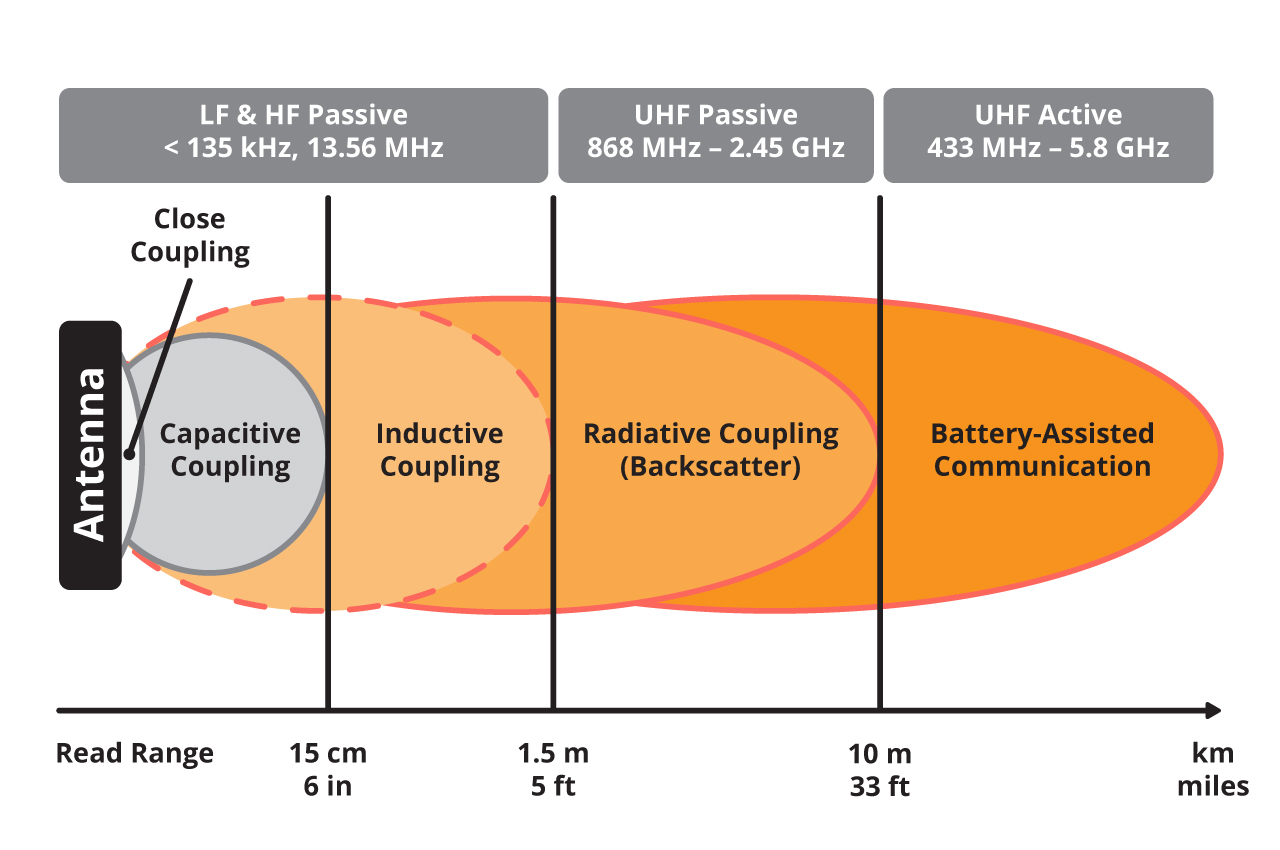 LF & HF Passive
< 135 kHz, 13.56 MHz
UHF Passive
868 MHz – 2.45 GHz
UHF Active
433 MHz – 5.8 GHz
Close
Coupling
Antenna
Capacitive
Coupling
Inductive
Coupling
Radiative Coupling
(Backscatter)
Battery-Assisted
Communication
Read Range
15 cm
6 in
1.5 m
5 ft
10 m
33 ft
km
miles